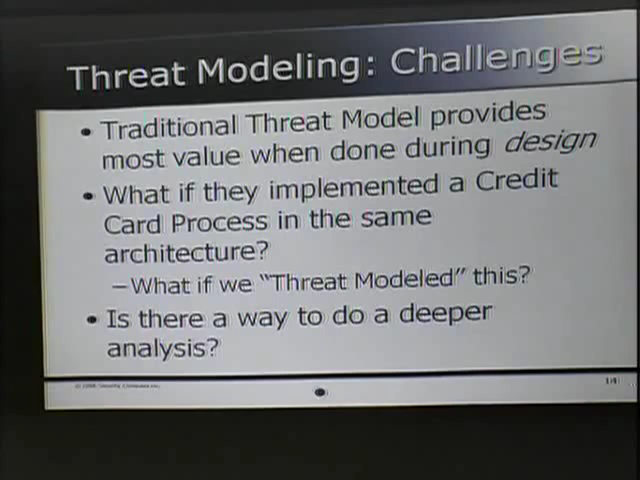 Threat Modeling: Challenges
• Traditional Threat Model provides
most value when done during design
• What if they implemented a Credit
Card Process in the same
architecture?
–What if we “Threat Modeled” this?
• Is there a way to do a deeper
analysis?